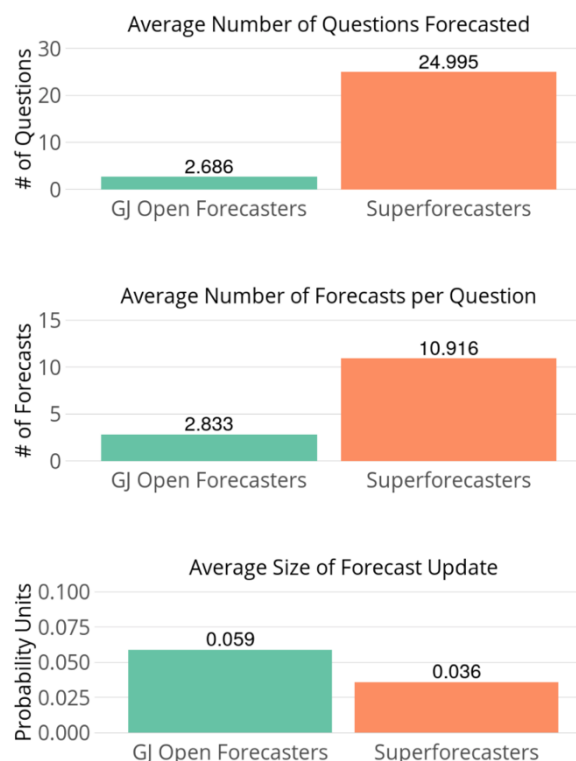 Average Number of Questions Forecasted
# of Questions
30
20
10
0
24.995
2.686
GJ Open Forecasters
Superforecasters
Average Number of Forecasts per Question
# of Forecasts
15
10
5
0
10.916
2.833
GJ Open Forecasters
Superforecasters
Average Size of Forecast Update
Probability Units
0.100
0.075
0.050
0.025
0.000
0.059
0.036
GJ Open Forecasters
Superforecasters